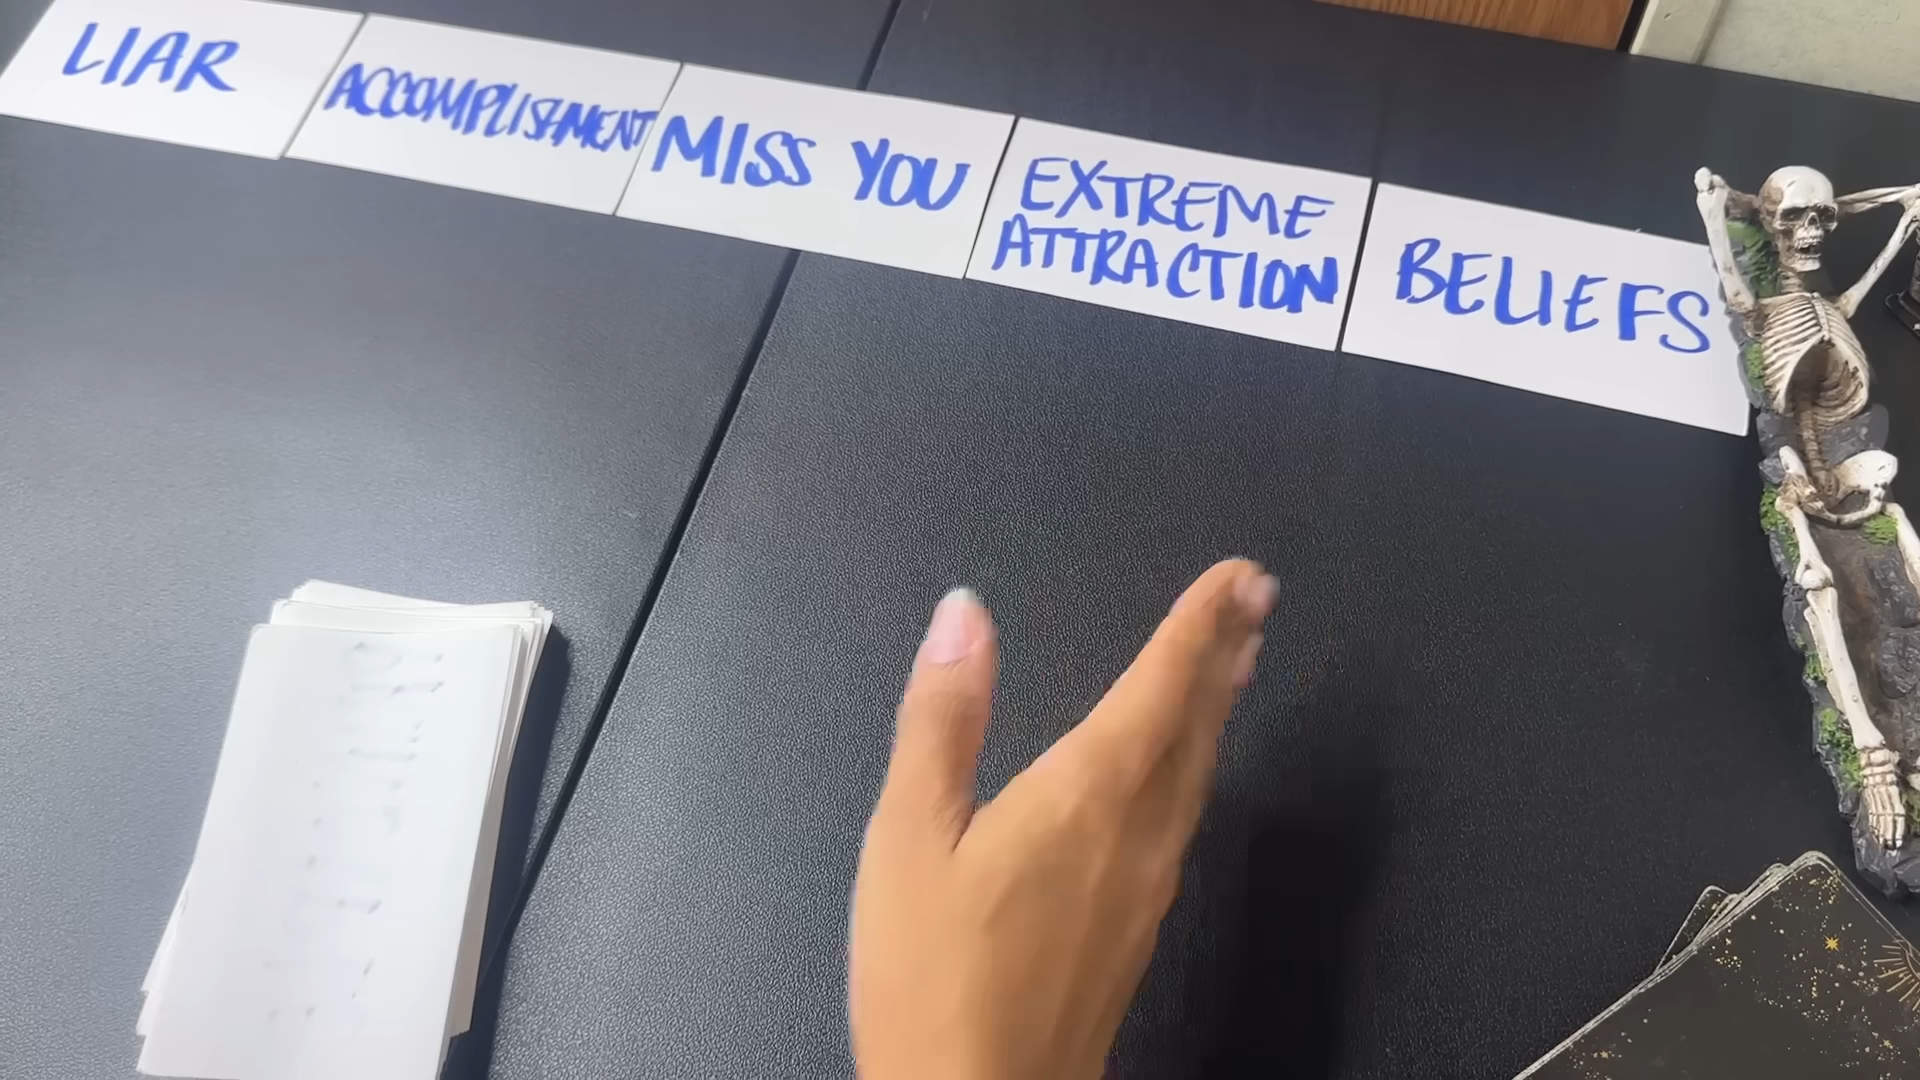 LIAR
ACCOMPLISHMENT
MISS YOU
EXTREME
ATTRACTION
BELIEFS